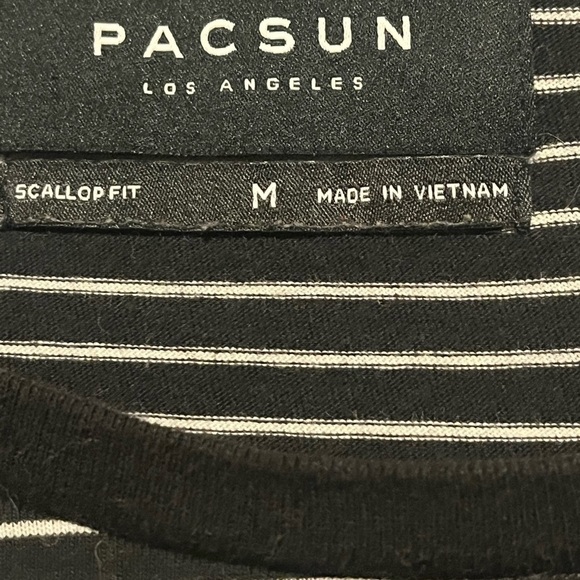 PACSUN
LOS ANGELES
SCALLOP FIT M MADE IN VIETNAM